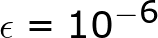 ϵ = 10⁻⁶